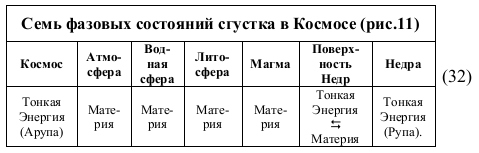 Семь фазовых состояний сгустка в Космосе (рис.11)
Космос Атмо- Вод- Лито- Магма Поверх- Недра
сфера ная сфера ность
сфера Недр
Тонкая Мате- Мате- Мате- Мате- Тонкая Тонкая
Энергия рия рия рия рия Энергия Энергия
(Арупа) ⇆ (Рупа).
Материя
(32)